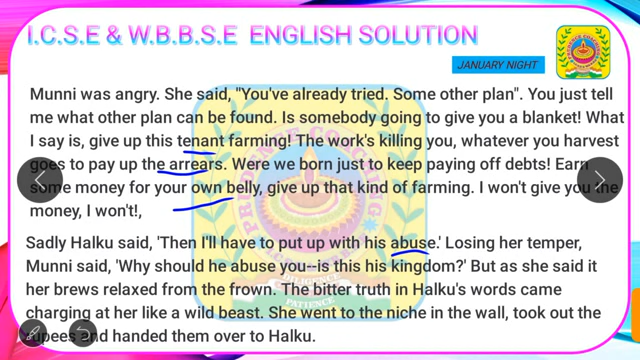 I.C.S.E & W.B.B.S.E ENGLISH SOLUTION
JANUARY NIGHT
Munni was angry. She said, "You've already tried. Some other plan". You just tell
me what other plan can be found. Is somebody going to give you a blanket! What
I say is, give up this tenant farming! The work's killing you, whatever you harvest
goes to pay up the arrears. Were we born just to keep paying off debts! Earn
some money for your own belly, give up that kind of farming. I won't give you the
money, I won't!,
Sadly Halku said, 'Then I'll have to put up with his abuse.' Losing her temper,
Munni said, 'Why should he abuse you--is this his kingdom?' But as she said it
her brews relaxed from the frown. The bitter truth in Halku's words came
charging at her like a wild beast. She went to the niche in the wall, took out the
rupees and handed them over to Halku.
PRUDENCE COACHING
DILIGENCE
PATIENCE